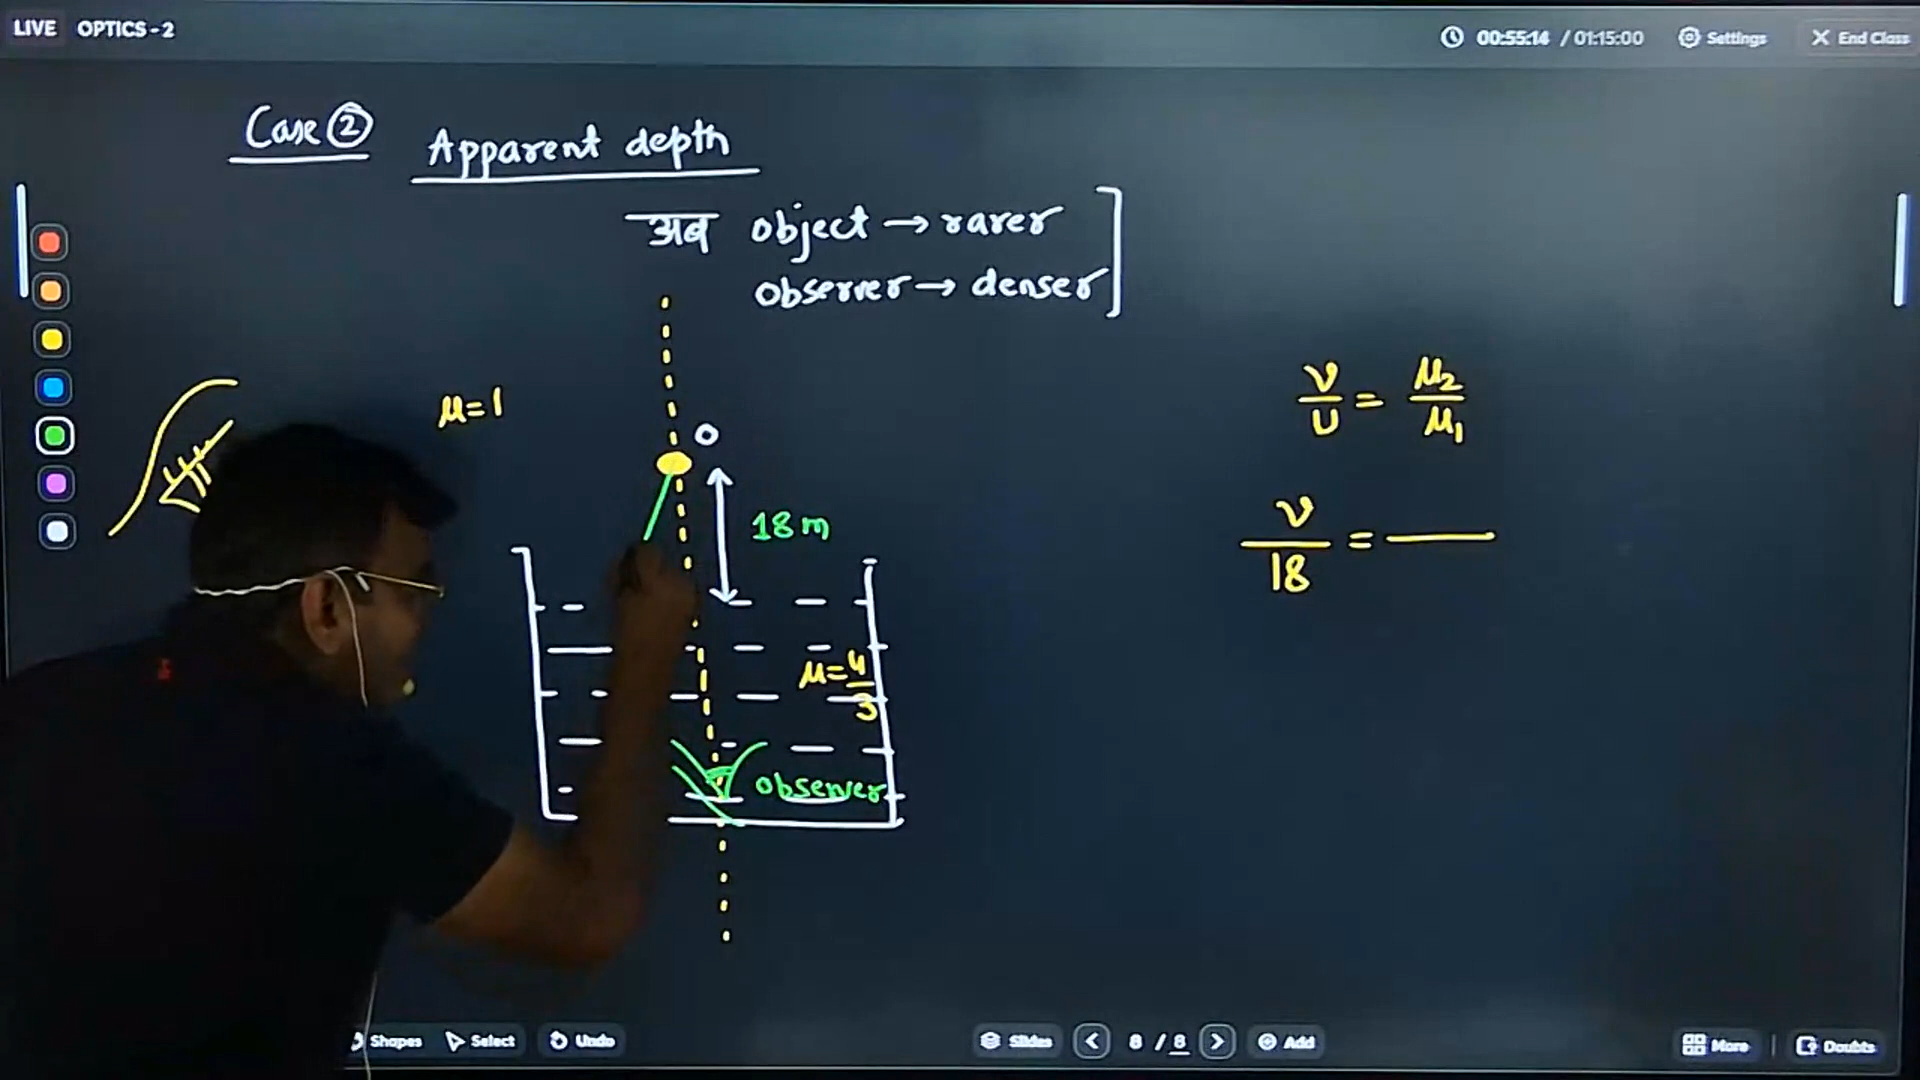 LIVE OPTICS - 2
00:55:14 / 01:15:00 Settings End Class
Case ②
Apparent depth
अब object → rarer
observer → denser
μ=1
O
18 m
μ=4/3
observer
ν/u = μ₂/μ₁
ν/18 =
Shapes Select Undo
Slides 8 / 8 Add
More Doubts